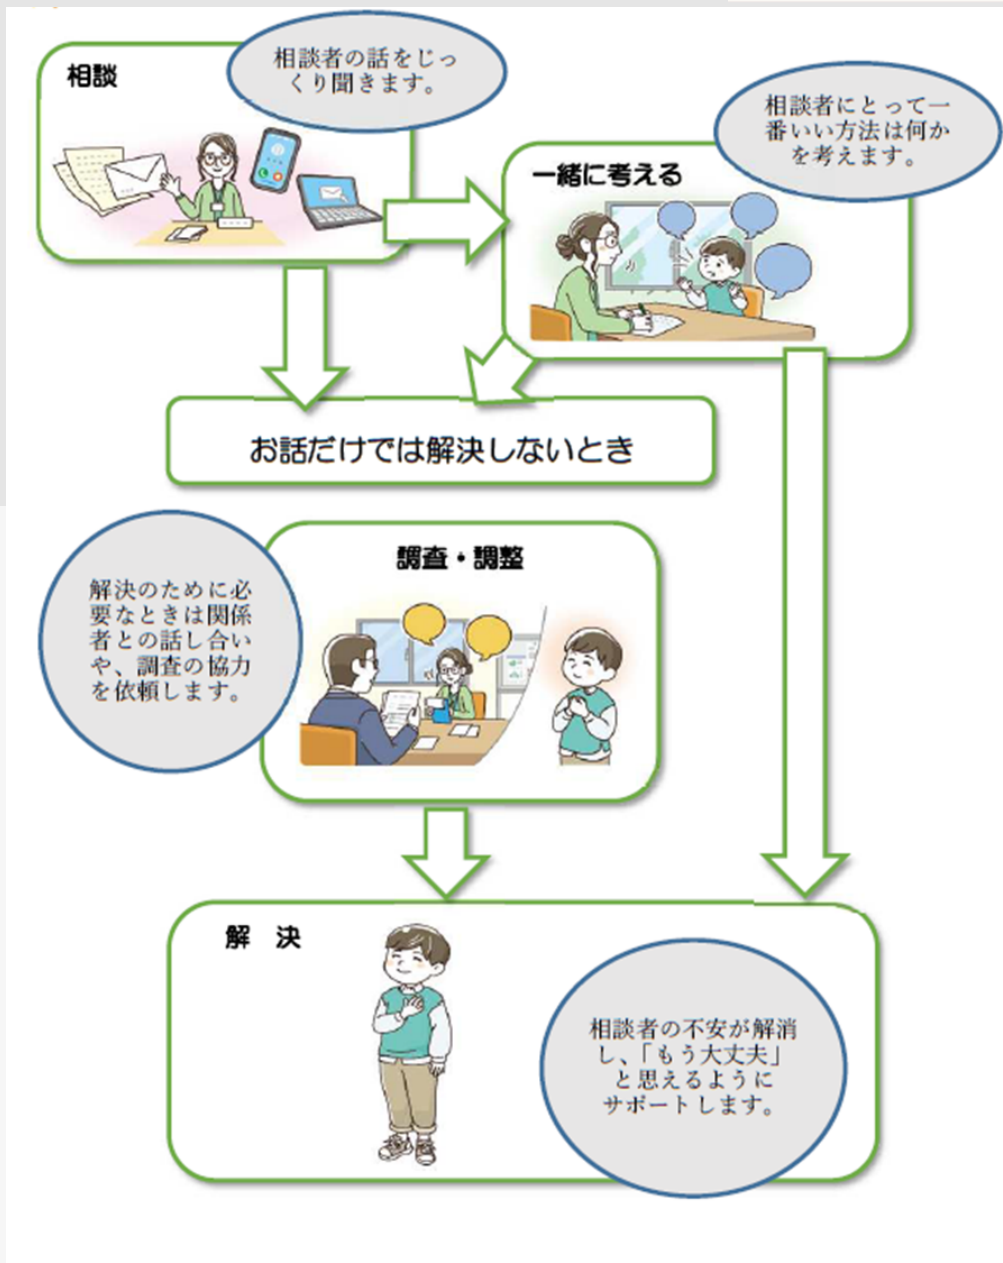 相談
相談者の話をじっ
くり聞きます。
相談者にとって一
番いい方法は何か
を考えます。
一緒に考える
お話だけでは解決しないとき
調査・調整
解決のために必
要なときは関係
者との話し合い
や、調査の協力
を依頼します。
解 決
相談者の不安が解消
し、「もう大丈夫」
と思えるように
サポートします。